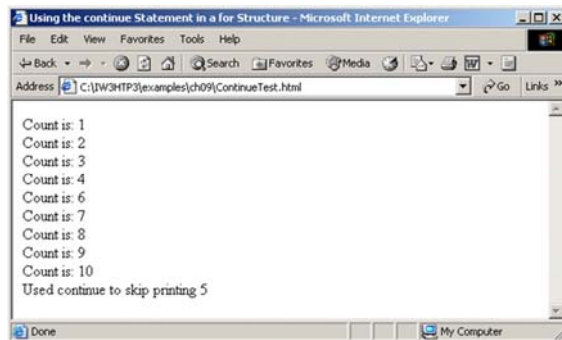 Using the continue Statement in a for Structure - Microsoft Internet Explorer
File Edit View Favorites Tools Help
Back Search Favorites Media
Address C:\IW3HTP3\examples\ch09\ContinueTest.html Go Links »
Count is: 1
Count is: 2
Count is: 3
Count is: 4
Count is: 6
Count is: 7
Count is: 8
Count is: 9
Count is: 10
Used continue to skip printing 5
Done My Computer